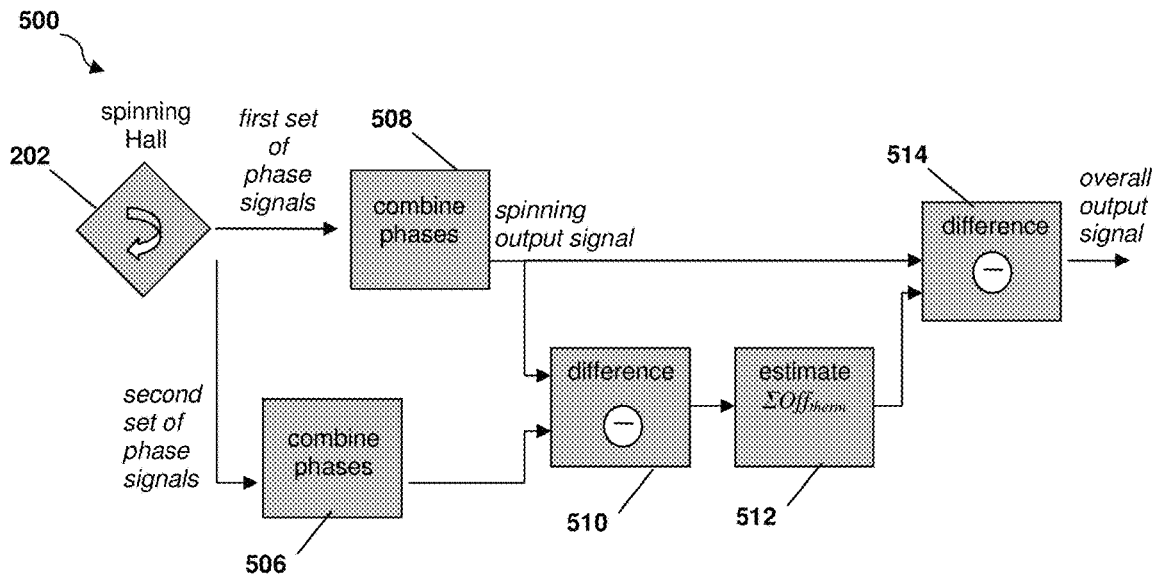 500
spinning
Hall
202
first set
of
phase
signals
508
combine
phases
spinning
output signal
514
difference
−
overall
output
signal
second
set of
phase
signals
combine
phases
506
difference
−
510
estimate
ΣOff_therm
512